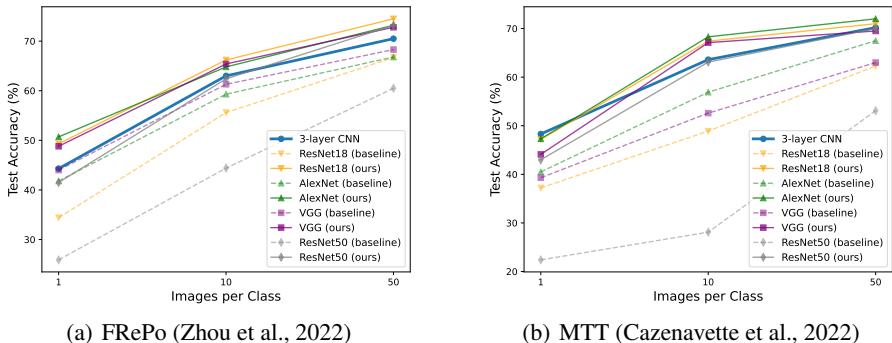 Test Accuracy (%)
70
60
50
40
30
3-layer CNN
ResNet18 (baseline)
ResNet18 (ours)
AlexNet (baseline)
AlexNet (ours)
VGG (baseline)
VGG (ours)
ResNet50 (baseline)
ResNet50 (ours)
1
10
50
Images per Class
(a) FRePo (Zhou et al., 2022)
Test Accuracy (%)
70
60
50
40
30
20
3-layer CNN
ResNet18 (baseline)
ResNet18 (ours)
AlexNet (baseline)
AlexNet (ours)
VGG (baseline)
VGG (ours)
ResNet50 (baseline)
ResNet50 (ours)
1
10
50
Images per Class
(b) MTT (Cazenavette et al., 2022)